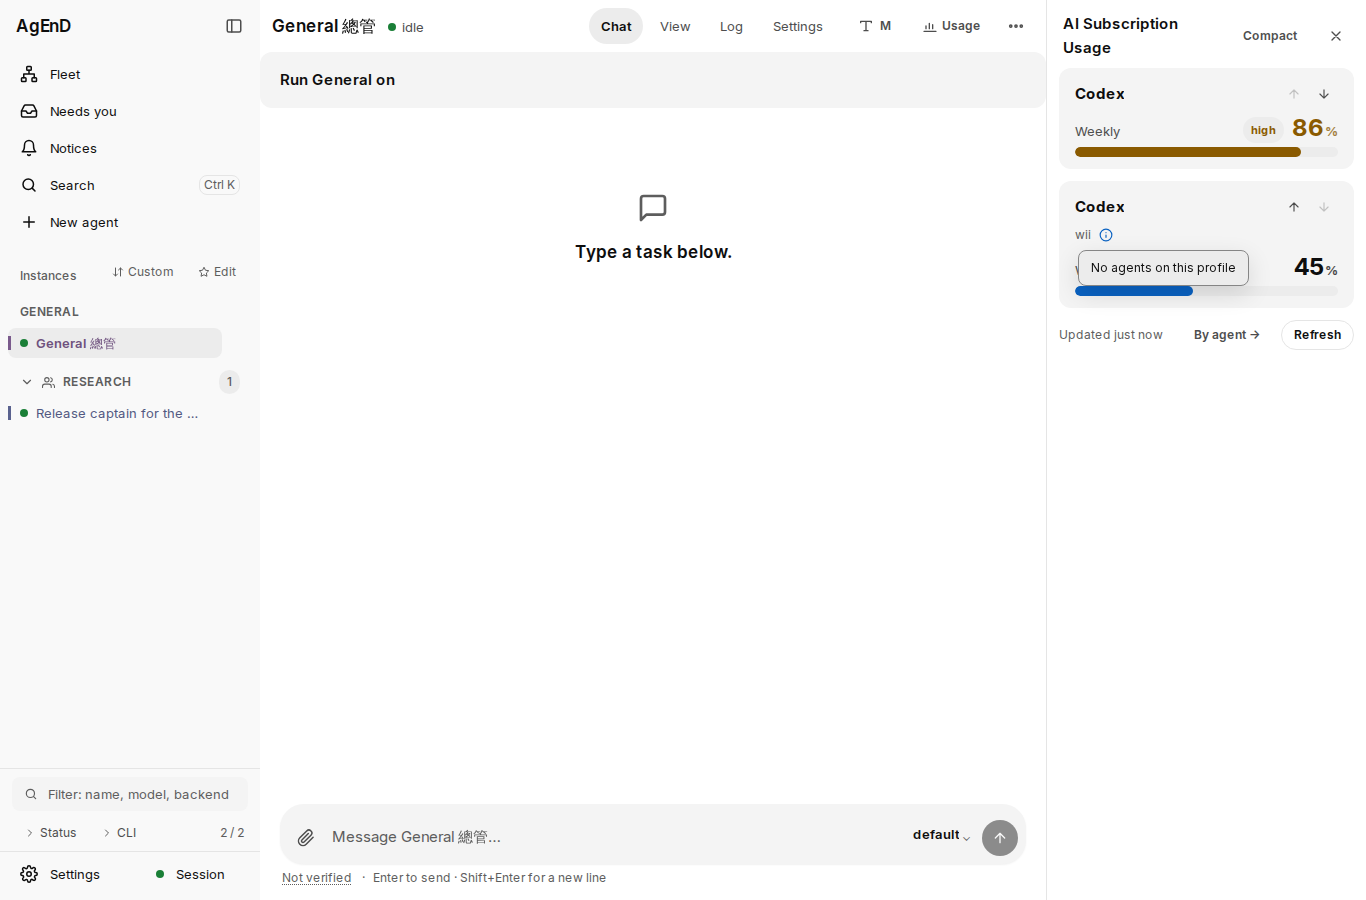 AgEnD
Fleet
Needs you
Notices
Search Ctrl K
New agent
Instances Custom Edit
GENERAL
General 總管
RESEARCH 1
Release captain for the ...
Filter: name, model, backend
Status CLI 2 / 2
Settings Session
General 總管 idle Chat View Log Settings T M Usage •••
Run General on
Type a task below.
Message General 總管... default
Not verified · Enter to send · Shift+Enter for a new line
AI Subscription
Usage
Compact
Codex
Weekly high 86%
Codex
wii
No agents on this profile 45%
Updated just now By agent → Refresh